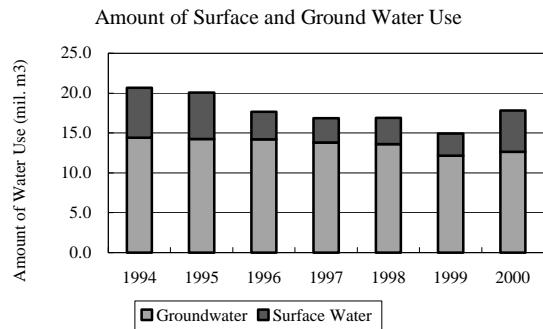 Amount of Surface and Ground Water Use
Amount of Water Use (mil. m3)
25.0
20.0
15.0
10.0
5.0
0.0
1994 1995 1996 1997 1998 1999 2000
Groundwater Surface Water